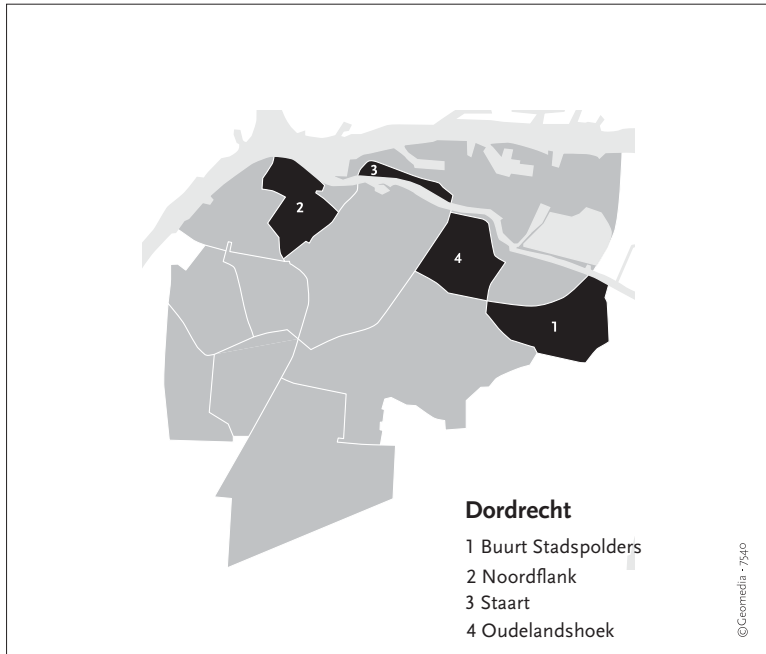 3
2
4
1
Dordrecht
1 Buurt Stadspolders
2 Noordflank
3 Staart
4 Oudelandshoek
©Geomedia - 7540